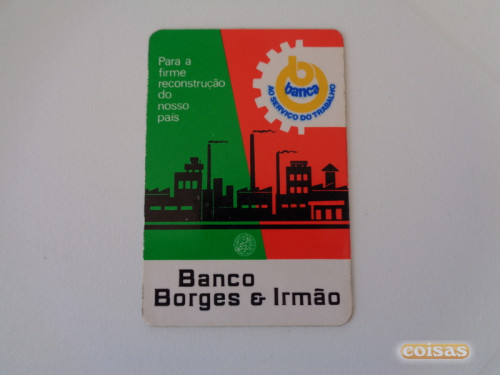 Para a
firme
reconstrução
do
nosso
país
banca
AO SERVIÇO DO TRABALHO
Banco
Borges & Irmão
coisas